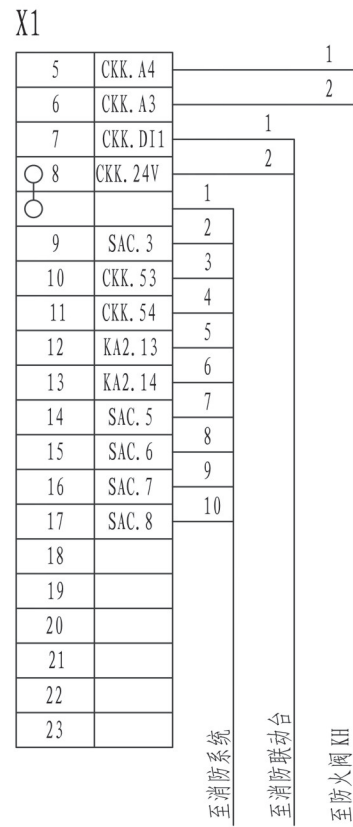 X1
5 CKK. A4 1
6 CKK. A3 2
7 CKK. DI1 1
8 CKK. 24V 2
1
9 SAC. 3 2
10 CKK. 53 3
11 CKK. 54 4
12 KA2. 13 5
13 KA2. 14 6
14 SAC. 5 7
15 SAC. 6 8
16 SAC. 7 9
17 SAC. 8 10
18
19
20
21
22
23
至消防系统
至消防联动台
至防火阀 KH